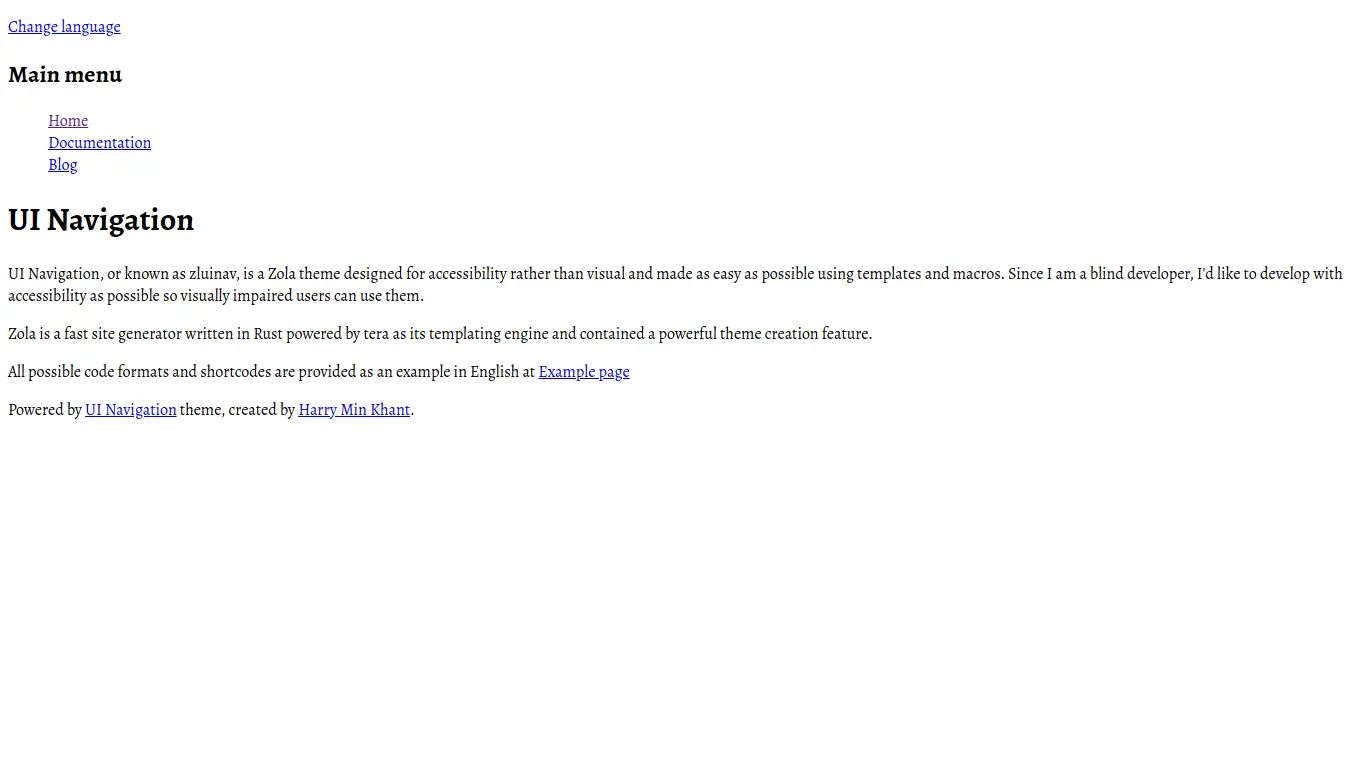 Change language
Main menu
Home
Documentation
Blog
UI Navigation
UI Navigation, or known as zluinav, is a Zola theme designed for accessibility rather than visual and made as easy as possible using templates and macros. Since I am a blind developer, I'd like to develop with
accessibility as possible so visually impaired users can use them.
Zola is a fast site generator written in Rust powered by tera as its templating engine and contained a powerful theme creation feature.
All possible code formats and shortcodes are provided as an example in English at Example page
Powered by UI Navigation theme, created by Harry Min Khant.